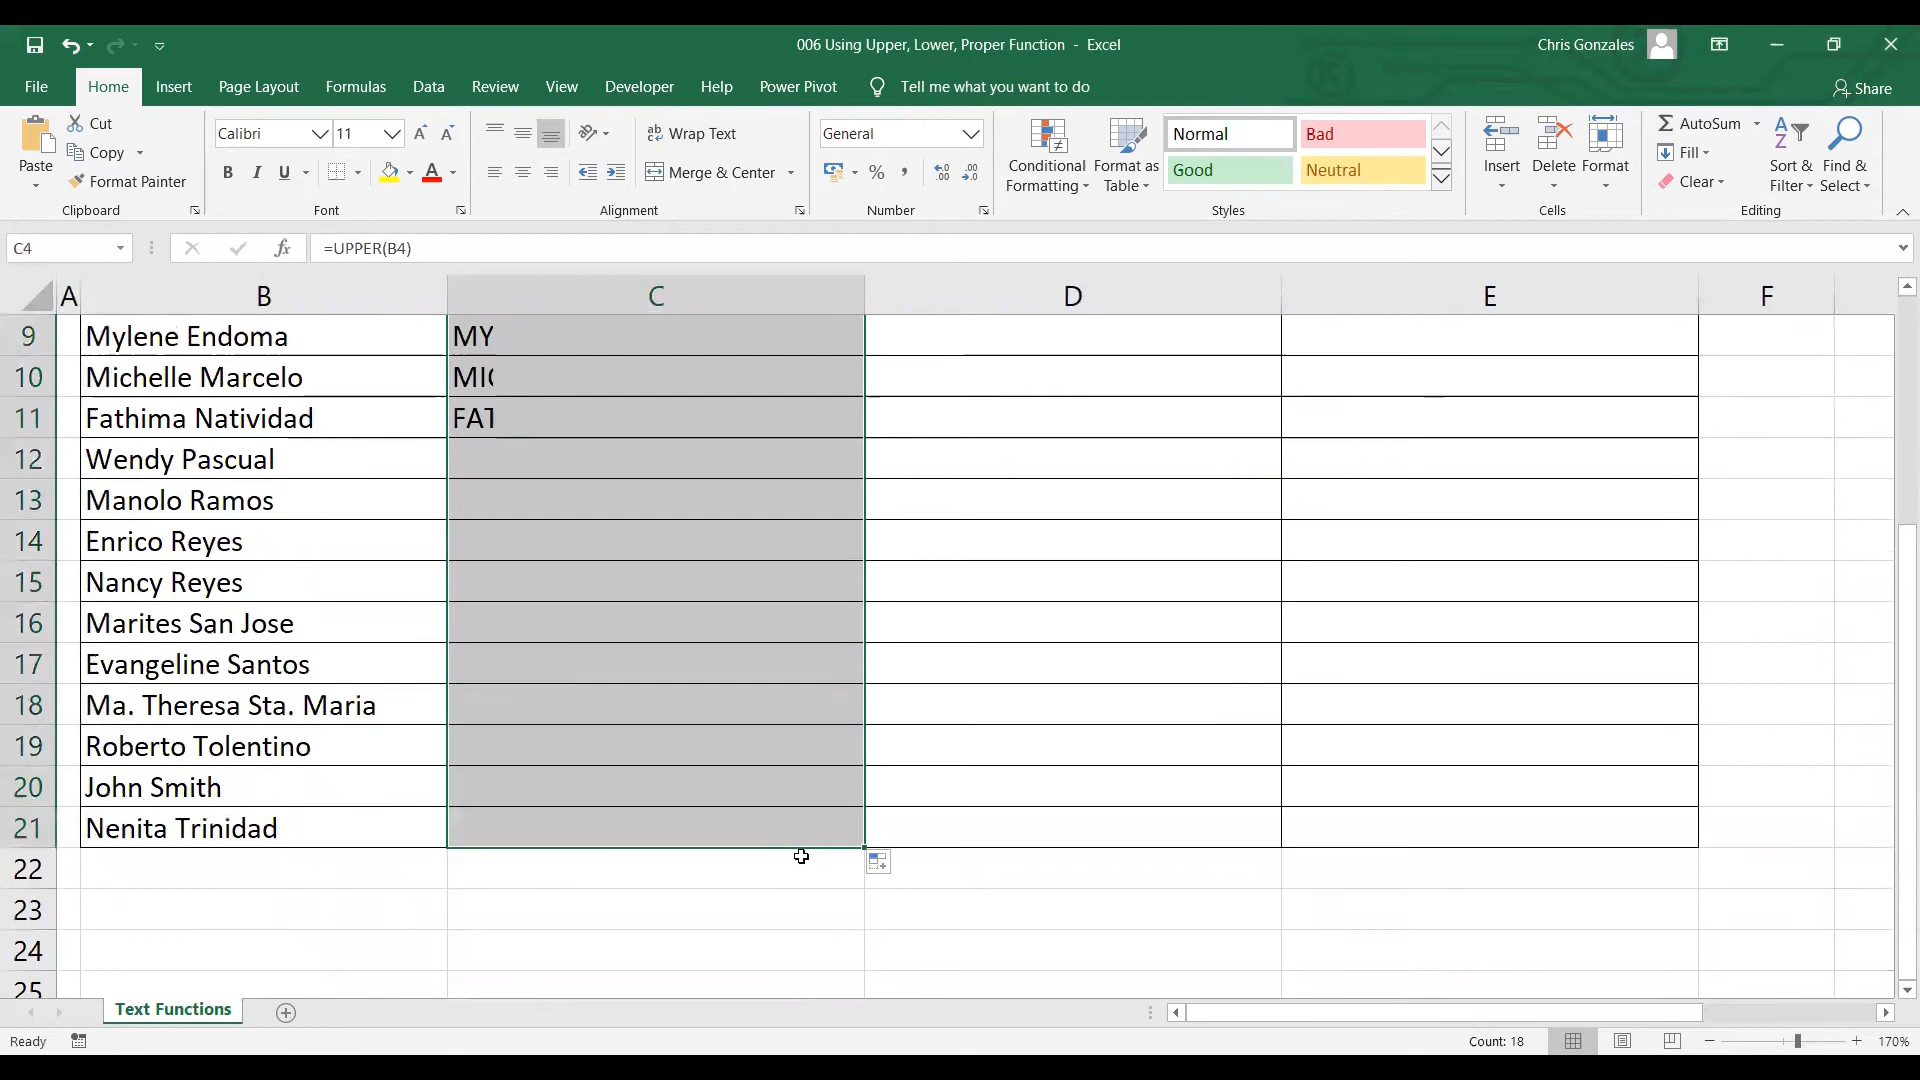 006 Using Upper, Lower, Proper Function - Excel
Chris Gonzales
File Home Insert Page Layout Formulas Data Review View Developer Help Power Pivot Tell me what you want to do
Share
Paste
Cut
Copy
Format Painter
Clipboard
Calibri 11
B I U A
Font
Wrap Text
Merge & Center
Alignment
General
%
Number
Conditional Formatting
Format as Table
Normal Bad
Good Neutral
Styles
Insert Delete Format
Cells
AutoSum
Fill
Clear
Sort & Filter
Find & Select
Editing
C4 fx =UPPER(B4)
A B C D E F
9 Mylene Endoma MY
10 Michelle Marcelo MIC
11 Fathima Natividad FAT
12 Wendy Pascual
13 Manolo Ramos
14 Enrico Reyes
15 Nancy Reyes
16 Marites San Jose
17 Evangeline Santos
18 Ma. Theresa Sta. Maria
19 Roberto Tolentino
20 John Smith
21 Nenita Trinidad
22
23
24
25
Text Functions
Ready
Count: 18
170%